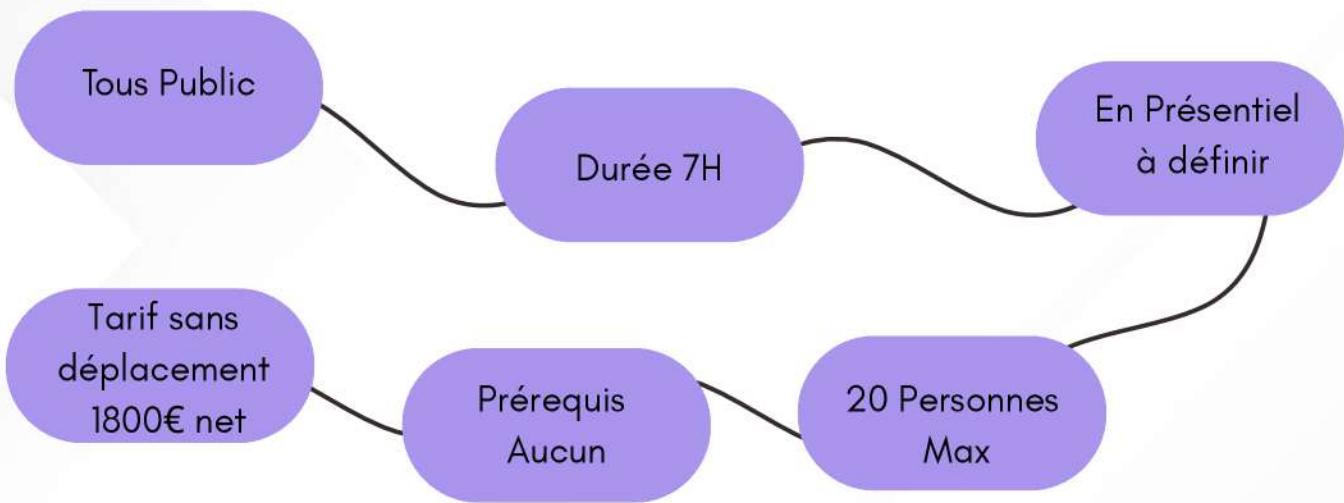 Tous Public
Durée 7H
En Présentiel
à définir
20 Personnes
Max
Prérequis
Aucun
Tarif sans
déplacement
1800€ net